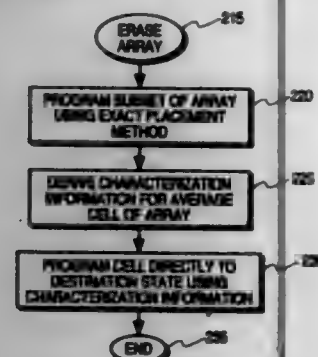 ERASE
ARRAY
215
PROGRAM SUBSET OF ARRAY
USING EXACT PLACEMENT
METHOD
220
DERIVE CHARACTERIZATION
INFORMATION FOR AVERAGE
CELL OF ARRAY
225
PROGRAM CELL DIRECTLY TO
DESTINATION STATE USING
CHARACTERIZATION INFORMATION
END